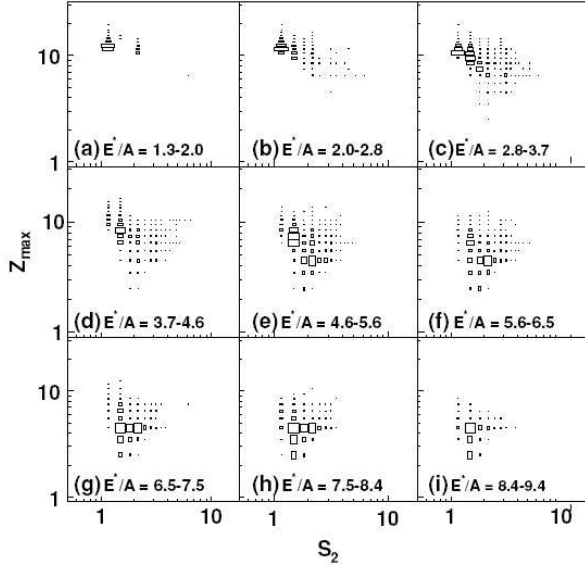 10
1
(a) E*/A = 1.3-2.0
(b) E*/A = 2.0-2.8
(c) E*/A = 2.8-3.7
Zmax
10
1
(d) E*/A = 3.7-4.6
(e) E*/A = 4.6-5.6
(f) E*/A = 5.6-6.5
10
1
(g) E*/A = 6.5-7.5
(h) E*/A = 7.5-8.4
(i) E*/A = 8.4-9.4
1 10 1 10 1 10
S2